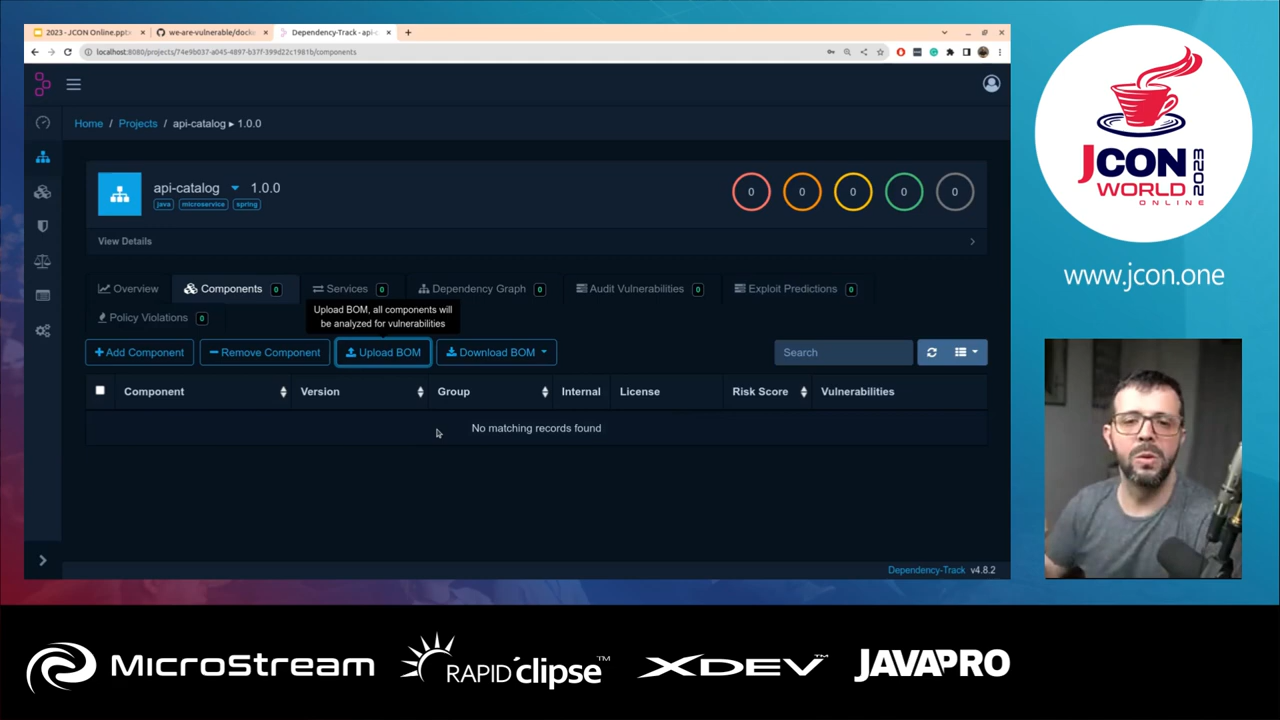 2023 - JCON Online.pptx
we-are-vulnerable/docke
Dependency-Track - api-c
localhost:8080/projects/74e9b037-a045-4897-b37f-399d22c1981b/components
Home / Projects / api-catalog ▸ 1.0.0
api-catalog 1.0.0
java microservice spring
0 0 0 0 0
View Details
Overview Components 0 Services 0 Dependency Graph 0 Audit Vulnerabilities 0 Exploit Predictions 0
Policy Violations 0
Upload BOM, all components will
be analyzed for vulnerabilities
+ Add Component − Remove Component Upload BOM Download BOM Search
Component Version Group Internal License Risk Score Vulnerabilities
No matching records found
Dependency-Track v4.8.2
JCON
WORLD 2023
ONLINE
www.jcon.one
MICROSTREAM RAPID'clipse™ XDEV™ JAVAPRO